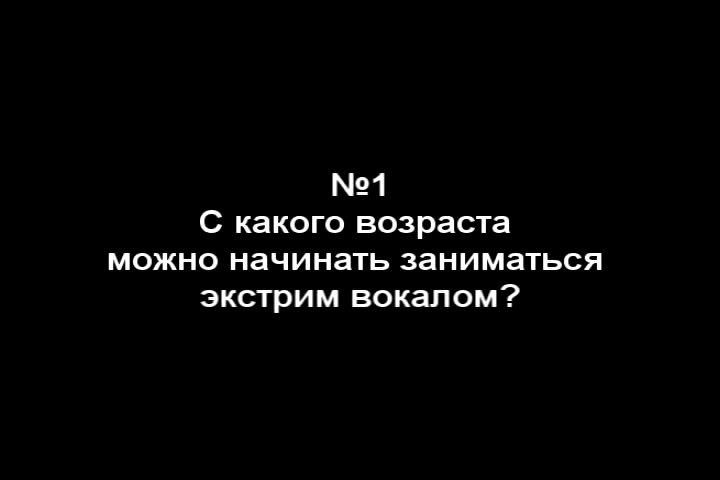 №1
С какого возраста
можно начинать заниматься
экстрим вокалом?